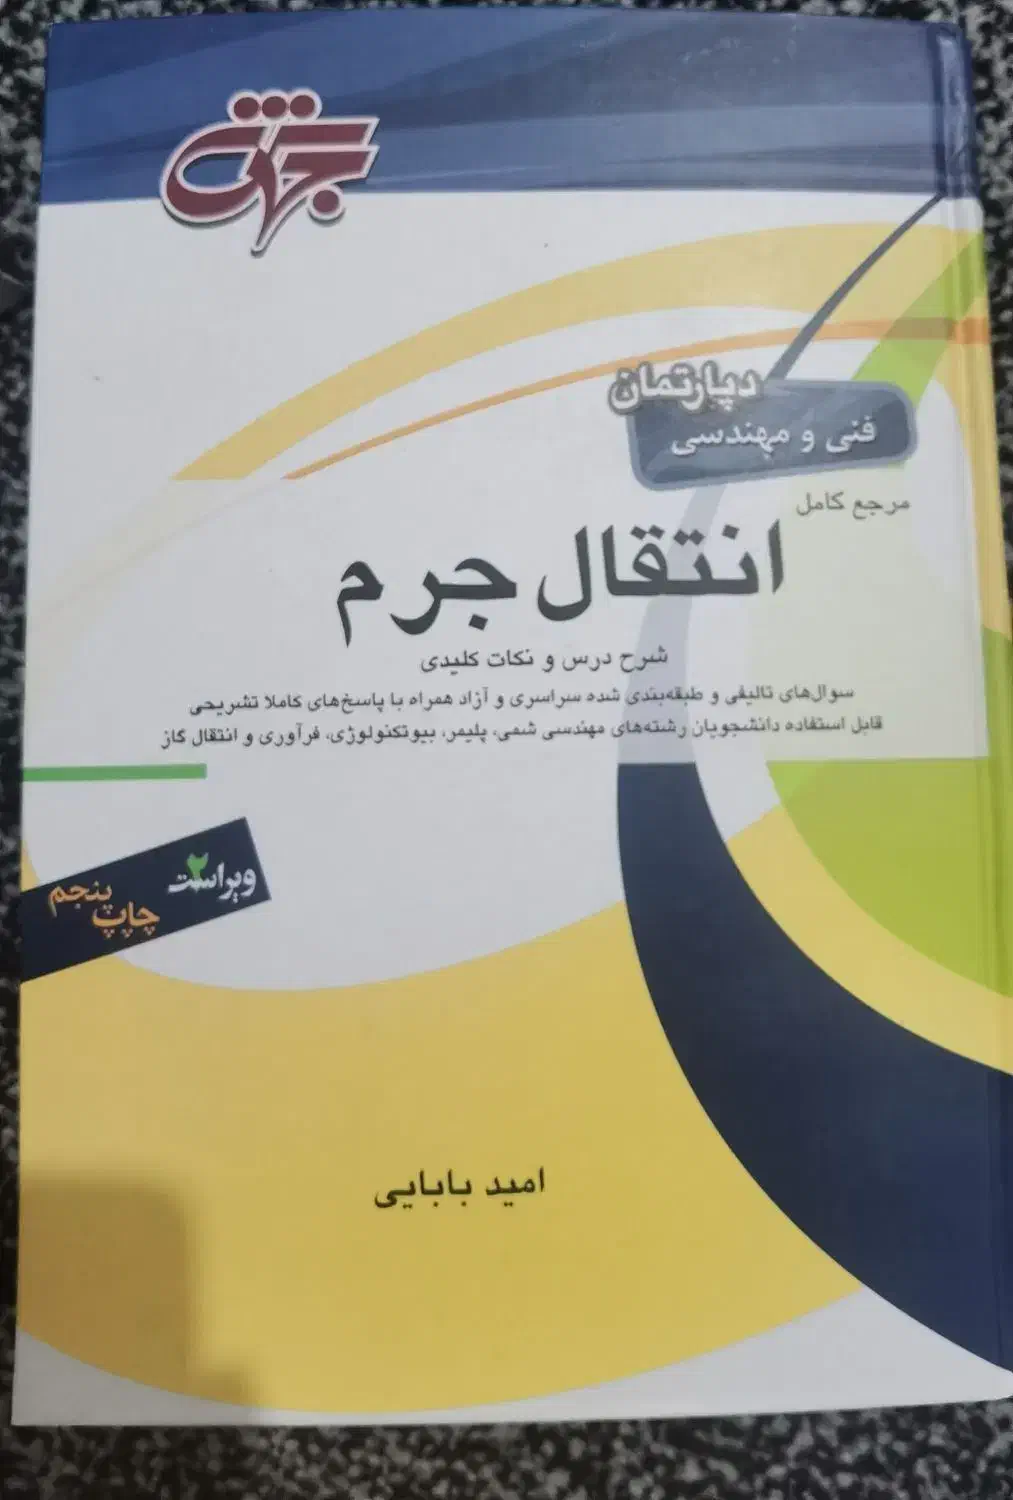 جهش
دپارتمان
فنی و مهندسی
مرجع کامل
انتقال جرم
شرح درس و نکات کلیدی
سوال‌های تالیفی و طبقه‌بندی شده سراسری و آزاد همراه با پاسخ‌های کاملا تشریحی
قابل استفاده دانشجویان رشته‌های مهندسی شمی، پلیمر، بیوتکنولوژی، فرآوری و انتقال گاز
ویراست ۲
چاپ پنجم
امید بابایی